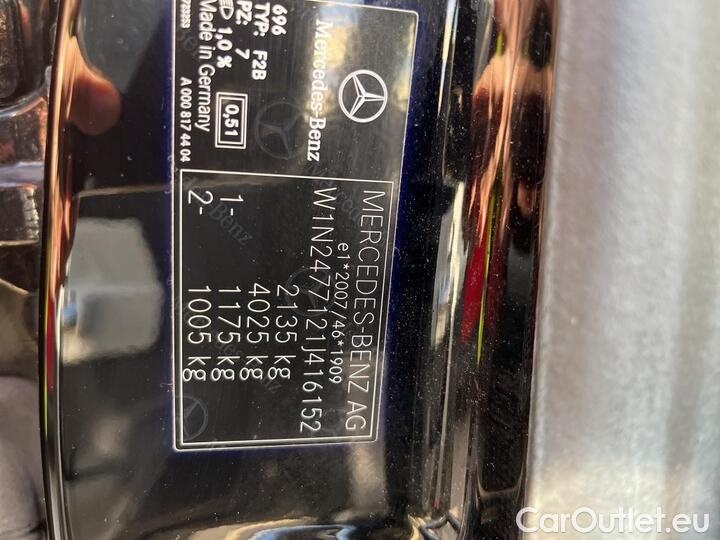 Mercedes-Benz
696
TYP: F2B
PZ: 7
1,0 %
0,51
Made in Germany
A 000 817 44 04
MERCEDES-BENZ AG
e1*2007/46*1909
W1N2477121J416152
2135 kg
4025 kg
1- 1175 kg
2- 1005 kg
CarOutlet.eu